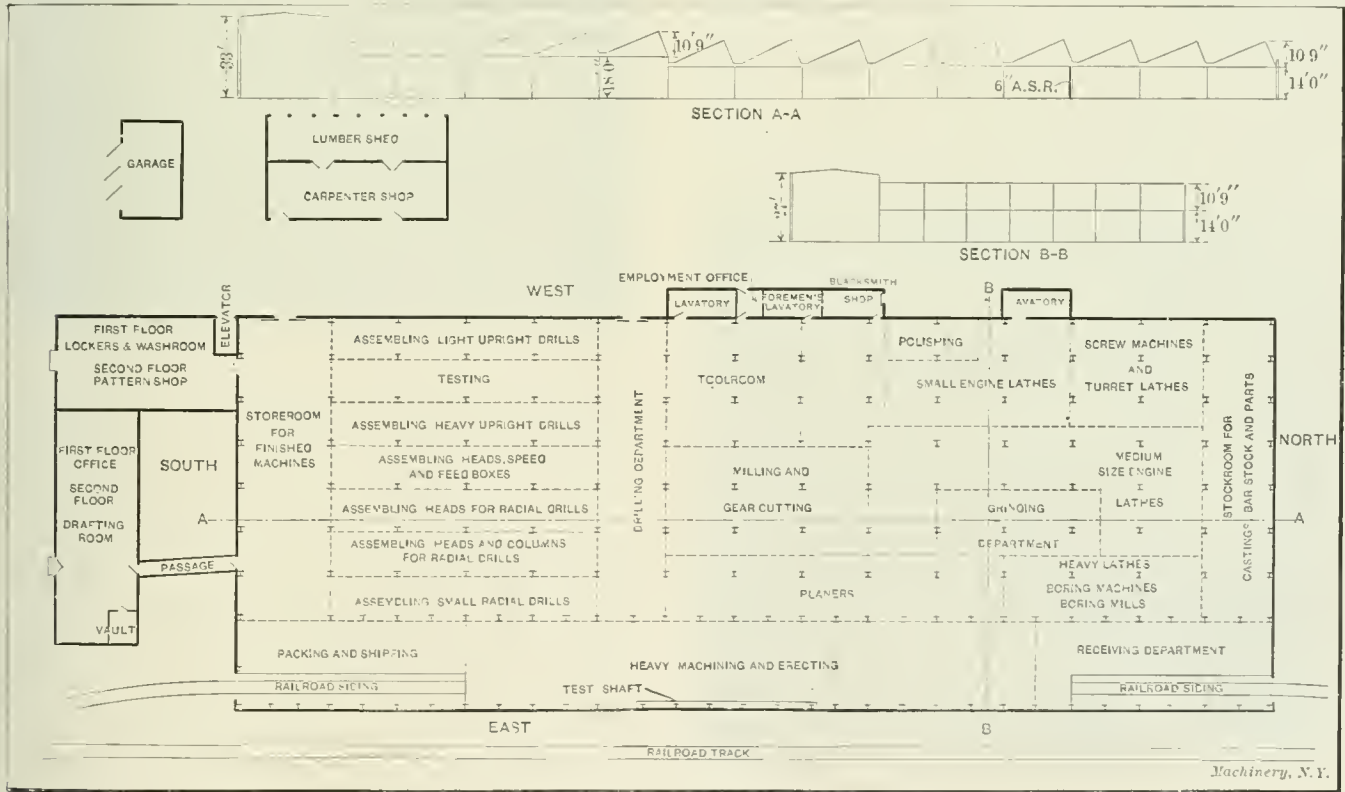 10'9"
18'0"
6" A.S.R.
10'9"
14'0"
SECTION A-A
GARAGE
LUMBER SHED
CARPENTER SHOP
10'9"
14'0"
SECTION B-B
WEST
EMPLOYMENT OFFICE
BLACKSMITH
SHOP
LAVATORY
FOREMEN'S
LAVATORY
B
LAVATORY
ELEVATOR
FIRST FLOOR
LOCKERS & WASHROOM
SECOND FLOOR
PATTERN SHOP
FIRST FLOOR
OFFICE
SECOND
FLOOR
DRAFTING
ROOM
SOUTH
A
PASSAGE
VAULT
STOREROOM
FOR
FINISHED
MACHINES
ASSEMBLING LIGHT UPRIGHT DRILLS
TESTING
ASSEMBLING HEAVY UPRIGHT DRILLS
ASSEMBLING HEADS, SPEED
AND FEED BOXES
ASSEMBLING HEADS FOR RADIAL DRILLS
ASSEMBLING HEADS AND COLUMNS
FOR RADIAL DRILLS
ASSEMBLING SMALL RADIAL DRILLS
DRILLING DEPARTMENT
TOOLROOM
MILLING AND
GEAR CUTTING
PLANERS
POLISHING
SMALL ENGINE LATHES
SCREW MACHINES
AND
TURRET LATHES
MEDIUM
SIZE ENGINE
LATHES
GRINDING
DEPARTMENT
HEAVY LATHES
BORING MACHINES
BORING MILLS
STOCKROOM FOR
CASTINGS BAR STOCK AND PARTS
NORTH
A
PACKING AND SHIPPING
RAILROAD SIDING
HEAVY MACHINING AND ERECTING
TEST SHAFT
RECEIVING DEPARTMENT
RAILROAD SIDING
EAST
B
RAILROAD TRACK
Machinery, N.Y.